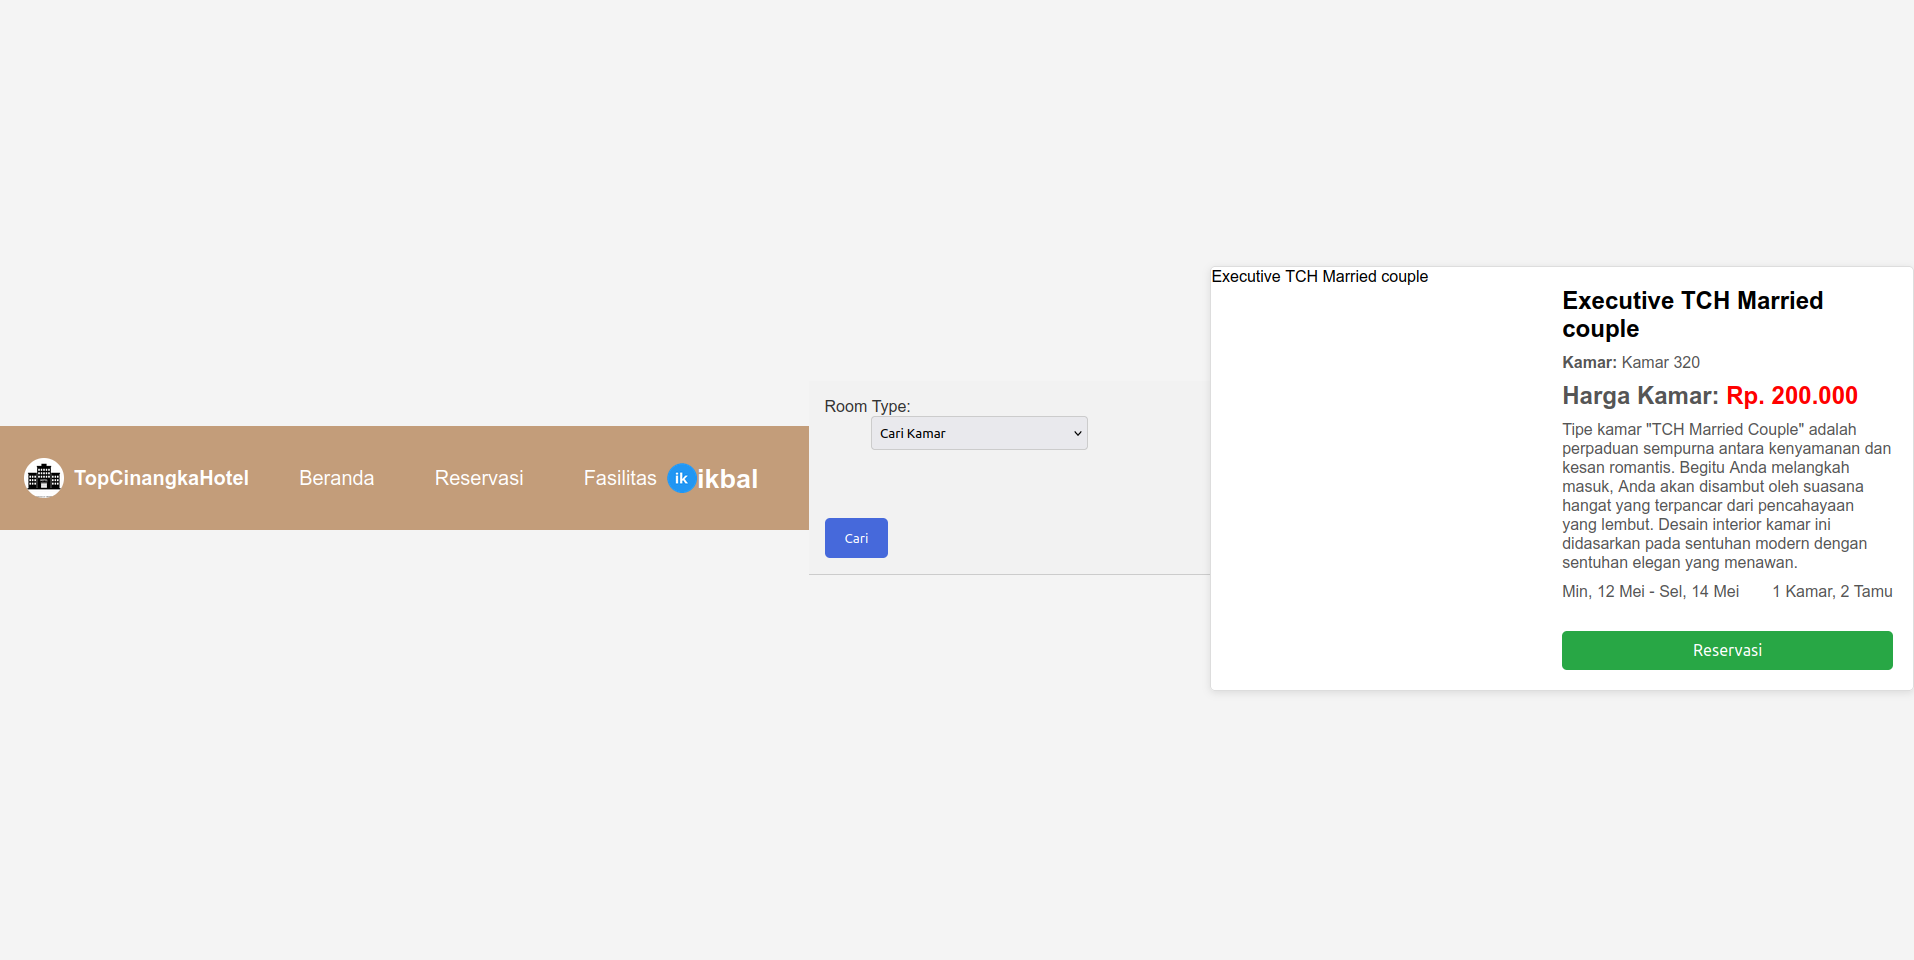 TopCinangkaHotel
Beranda
Reservasi
Fasilitas
ik
ikbal
Room Type:
Cari Kamar
Cari
Executive TCH Married couple
Executive TCH Married
couple
Kamar: Kamar 320
Harga Kamar: Rp. 200.000
Tipe kamar "TCH Married Couple" adalah
perpaduan sempurna antara kenyamanan dan
kesan romantis. Begitu Anda melangkah
masuk, Anda akan disambut oleh suasana
hangat yang terpancar dari pencahayaan
yang lembut. Desain interior kamar ini
didasarkan pada sentuhan modern dengan
sentuhan elegan yang menawan.
Min, 12 Mei - Sel, 14 Mei
1 Kamar, 2 Tamu
Reservasi